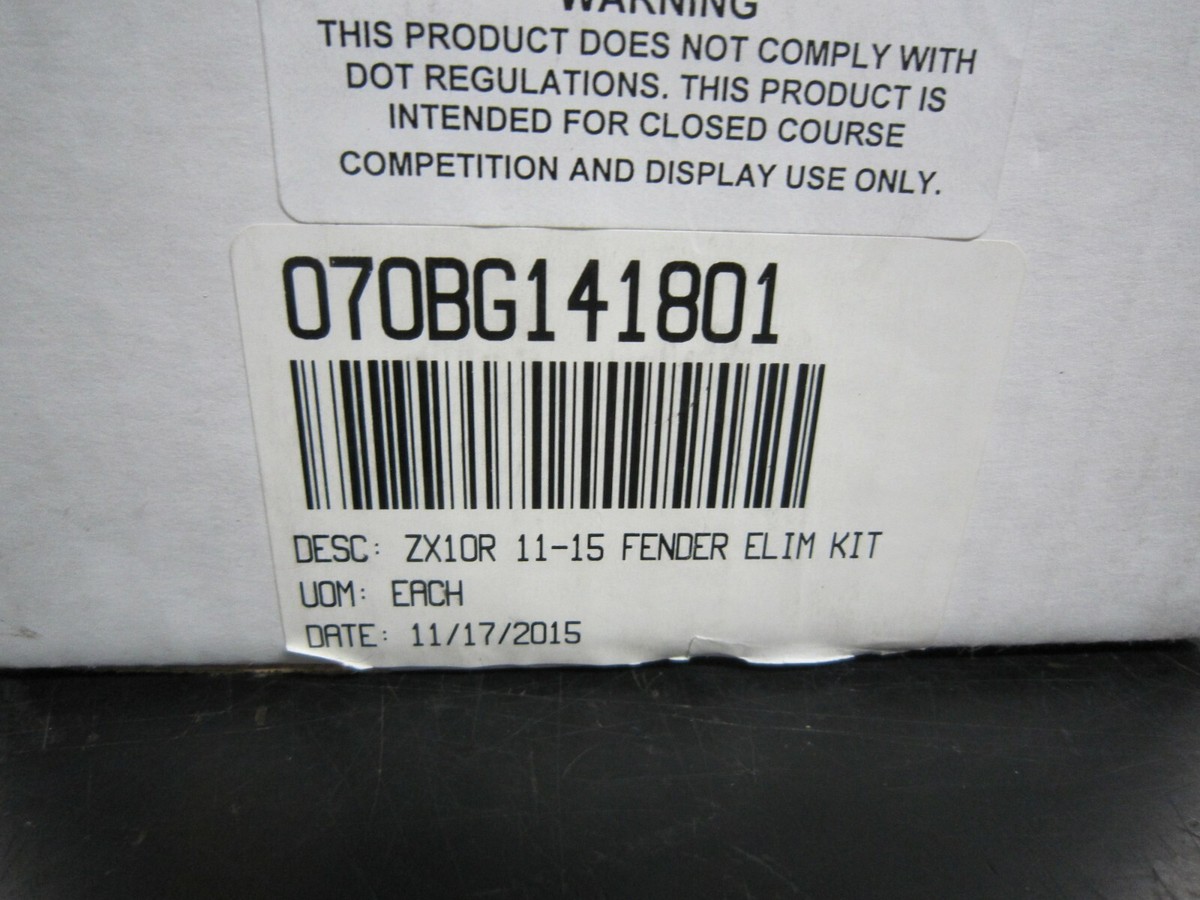 WARNING
THIS PRODUCT DOES NOT COMPLY WITH
DOT REGULATIONS. THIS PRODUCT IS
INTENDED FOR CLOSED COURSE
COMPETITION AND DISPLAY USE ONLY.
070BG141801
DESC: ZX10R 11-15 FENDER ELIM KIT
UOM: EACH
DATE: 11/17/2015